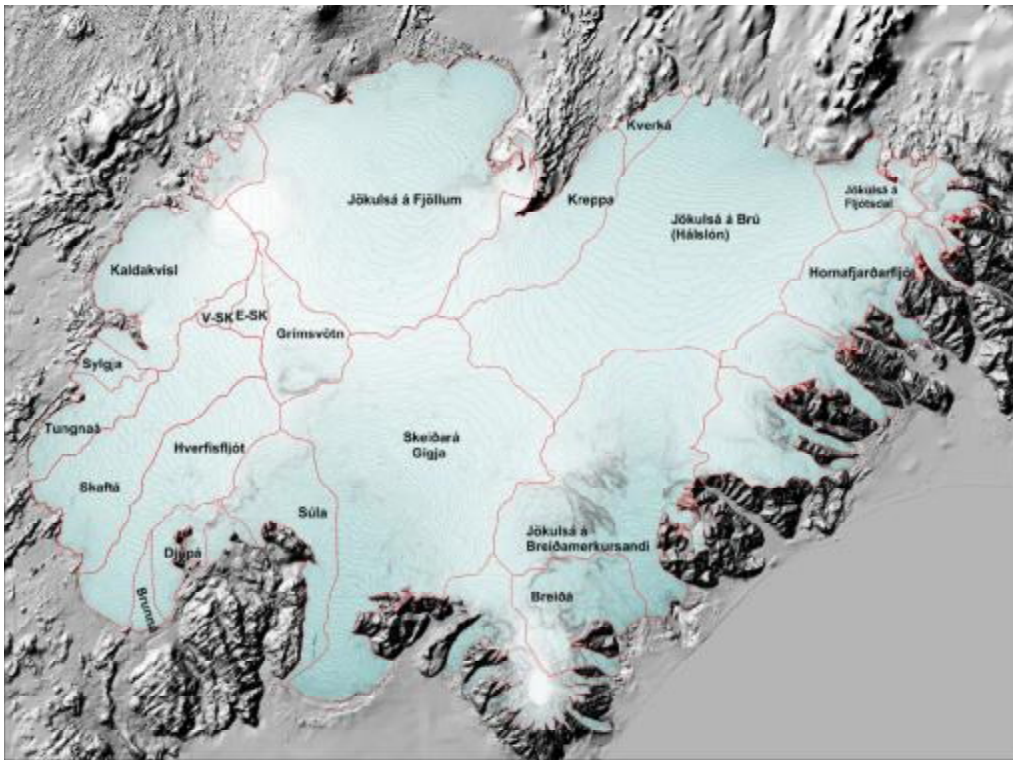 Kverká
Jökulsá á Fjöllum
Kreppa
Jökulsá á
Fljótsdal
Jökulsá á Brú
(Hálslón)
Kaldakvísl
Hornafjarðarfljót
V-SK
E-SK
Grímsvötn
Sylgja
Tungnaá
Skeiðará
Gígja
Hverfisfljót
Skaftá
Súla
Jökulsá á
Breiðamerkursandi
Djúpá
Brunná
Breiðá